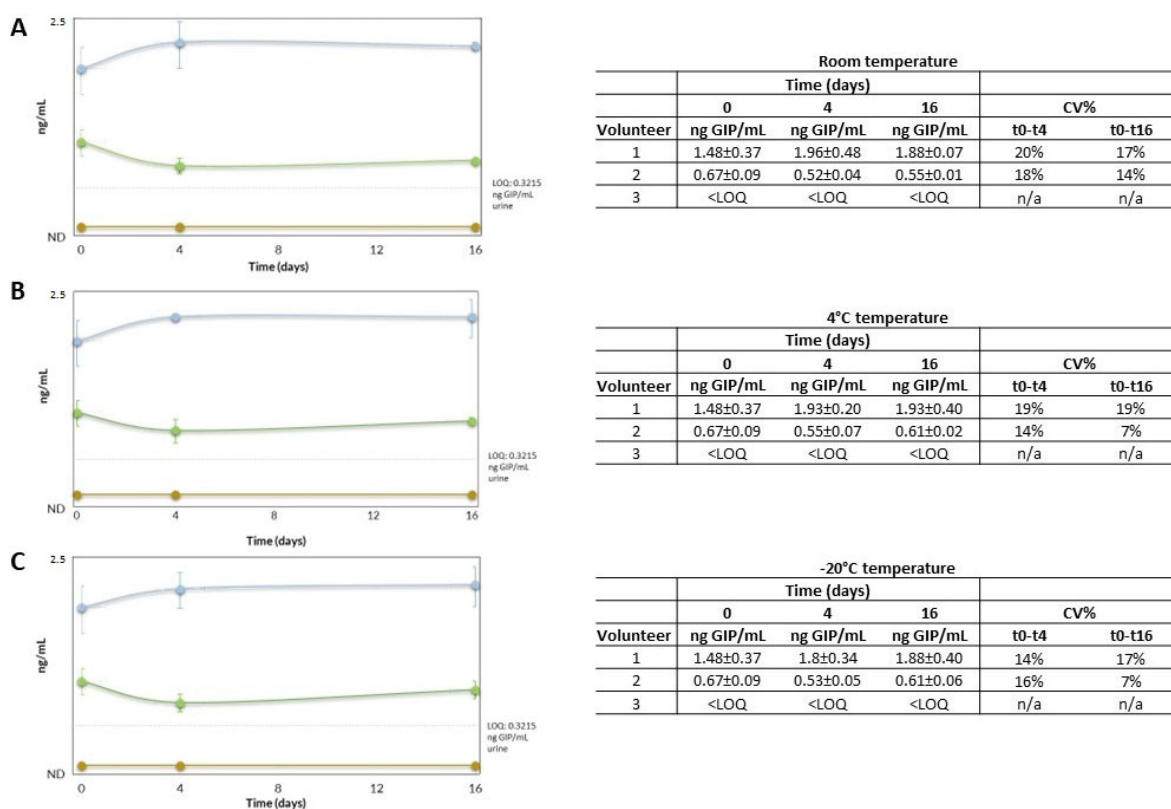 A
2.5
ng/mL
LOQ: 0.3215
ng GIP/mL
urine
ND
0 4 8 12 16
Time (days)
Room temperature
Time (days)
0 4 16 CV%
Volunteer ng GIP/mL ng GIP/mL ng GIP/mL t0-t4 t0-t16
1 1.48±0.37 1.96±0.48 1.88±0.07 20% 17%
2 0.67±0.09 0.52±0.04 0.55±0.01 18% 14%
3 <LOQ <LOQ <LOQ n/a n/a
B
2.5
ng/mL
LOQ: 0.3215
ng GIP/mL
urine
ND
0 4 8 12 16
Time (days)
4°C temperature
Time (days)
0 4 16 CV%
Volunteer ng GIP/mL ng GIP/mL ng GIP/mL t0-t4 t0-t16
1 1.48±0.37 1.93±0.20 1.93±0.40 19% 19%
2 0.67±0.09 0.55±0.07 0.61±0.02 14% 7%
3 <LOQ <LOQ <LOQ n/a n/a
C
2.5
ng/mL
LOQ: 0.3215
ng GIP/mL
urine
ND
0 4 8 12 16
Time (days)
-20°C temperature
Time (days)
0 4 16 CV%
Volunteer ng GIP/mL ng GIP/mL ng GIP/mL t0-t4 t0-t16
1 1.48±0.37 1.8±0.34 1.88±0.40 14% 17%
2 0.67±0.09 0.53±0.05 0.61±0.06 16% 7%
3 <LOQ <LOQ <LOQ n/a n/a